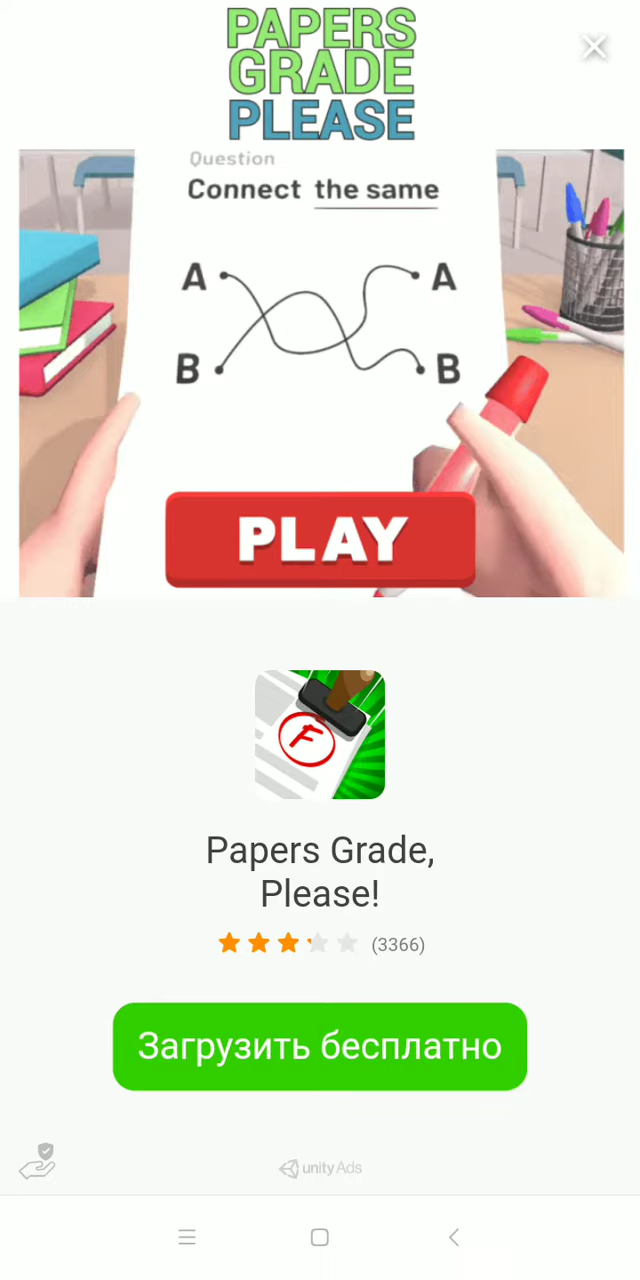 PAPERS
GRADE
PLEASE
Question
Connect the same
A A
B B
PLAY
F
Papers Grade,
Please!
(3366)
Загрузить бесплатно
unity Ads